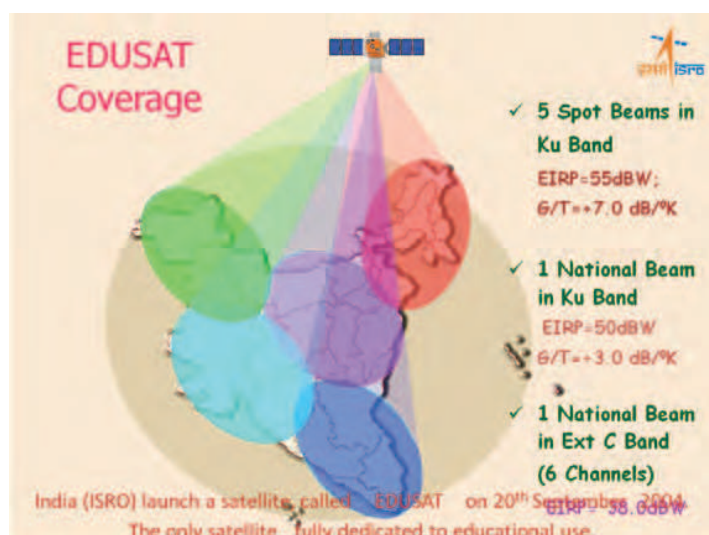 EDUSAT
Coverage
isro
✓ 5 Spot Beams in
Ku Band
EIRP=55dBW;
G/T=+7.0 dB/ºK
✓ 1 National Beam
in Ku Band
EIRP=50dBW
G/T=+3.0 dB/ºK
✓ 1 National Beam
in Ext C Band
(6 Channels)
EIRP= 38.0dBW
India (ISRO) launch a satellite called EDUSAT on 20th September 2004.
The only satellite fully dedicated to educational use